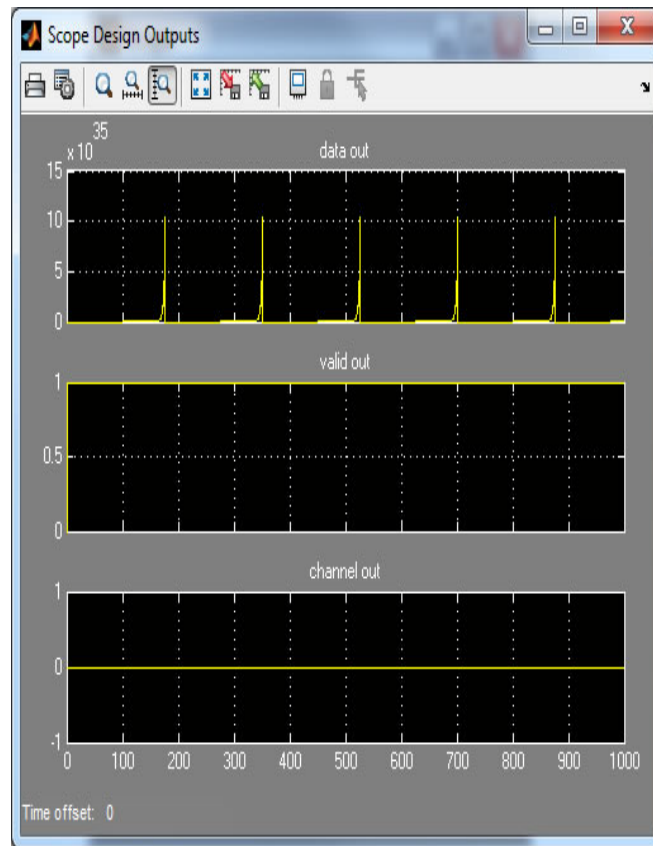 Scope Design Outputs
35
x 10
data out
15
10
5
0
valid out
1
0.5
0
channel out
1
0
-1
0 100 200 300 400 500 600 700 800 900 1000
Time offset: 0